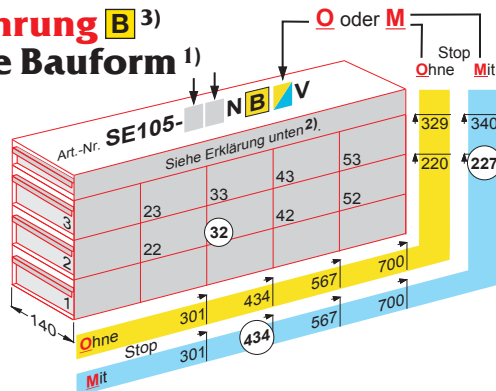 hrung B 3)
e Bauform 1)
O oder M
Stop
Ohne Mit
Art.-Nr. SE105- N B V
Siehe Erklärung unten 2).
329 340
220 227
23 33 43 53
22 32 42 52
3
2
1
140
Ohne 301 434 567 700
Stop
Mit 301 434 567 700